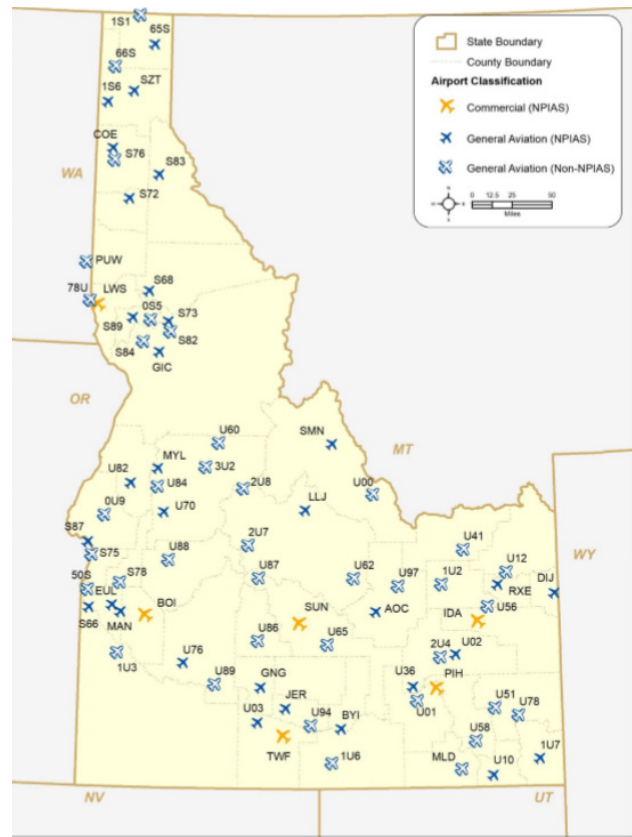 1S1
65S
66S
SZT
1S6
COE
S76
S83
WA
S72
PUW
78U
LWS
S68
0S5
S73
S89
S82
S84
GIC
OR
U60
SMN
MT
MYL
3U2
U82
U84
2U8
U00
LLJ
0U9
U70
S87
2U7
U41
WY
S75
U88
U87
U62
U97
1U2
U12
DIJ
50S
S78
EUL
RXE
BOI
SUN
AOC
IDA
U56
S66
MAN
U86
U65
2U4
U02
1U3
U76
U89
GNG
U36
PIH
JER
U01
U51
U78
U03
U94
BYI
U58
TWF
1U6
MLD
U10
1U7
NV
UT
State Boundary
County Boundary
Airport Classification
Commercial (NPIAS)
General Aviation (NPIAS)
General Aviation (Non-NPIAS)
N
0 12.5 25 50
Miles